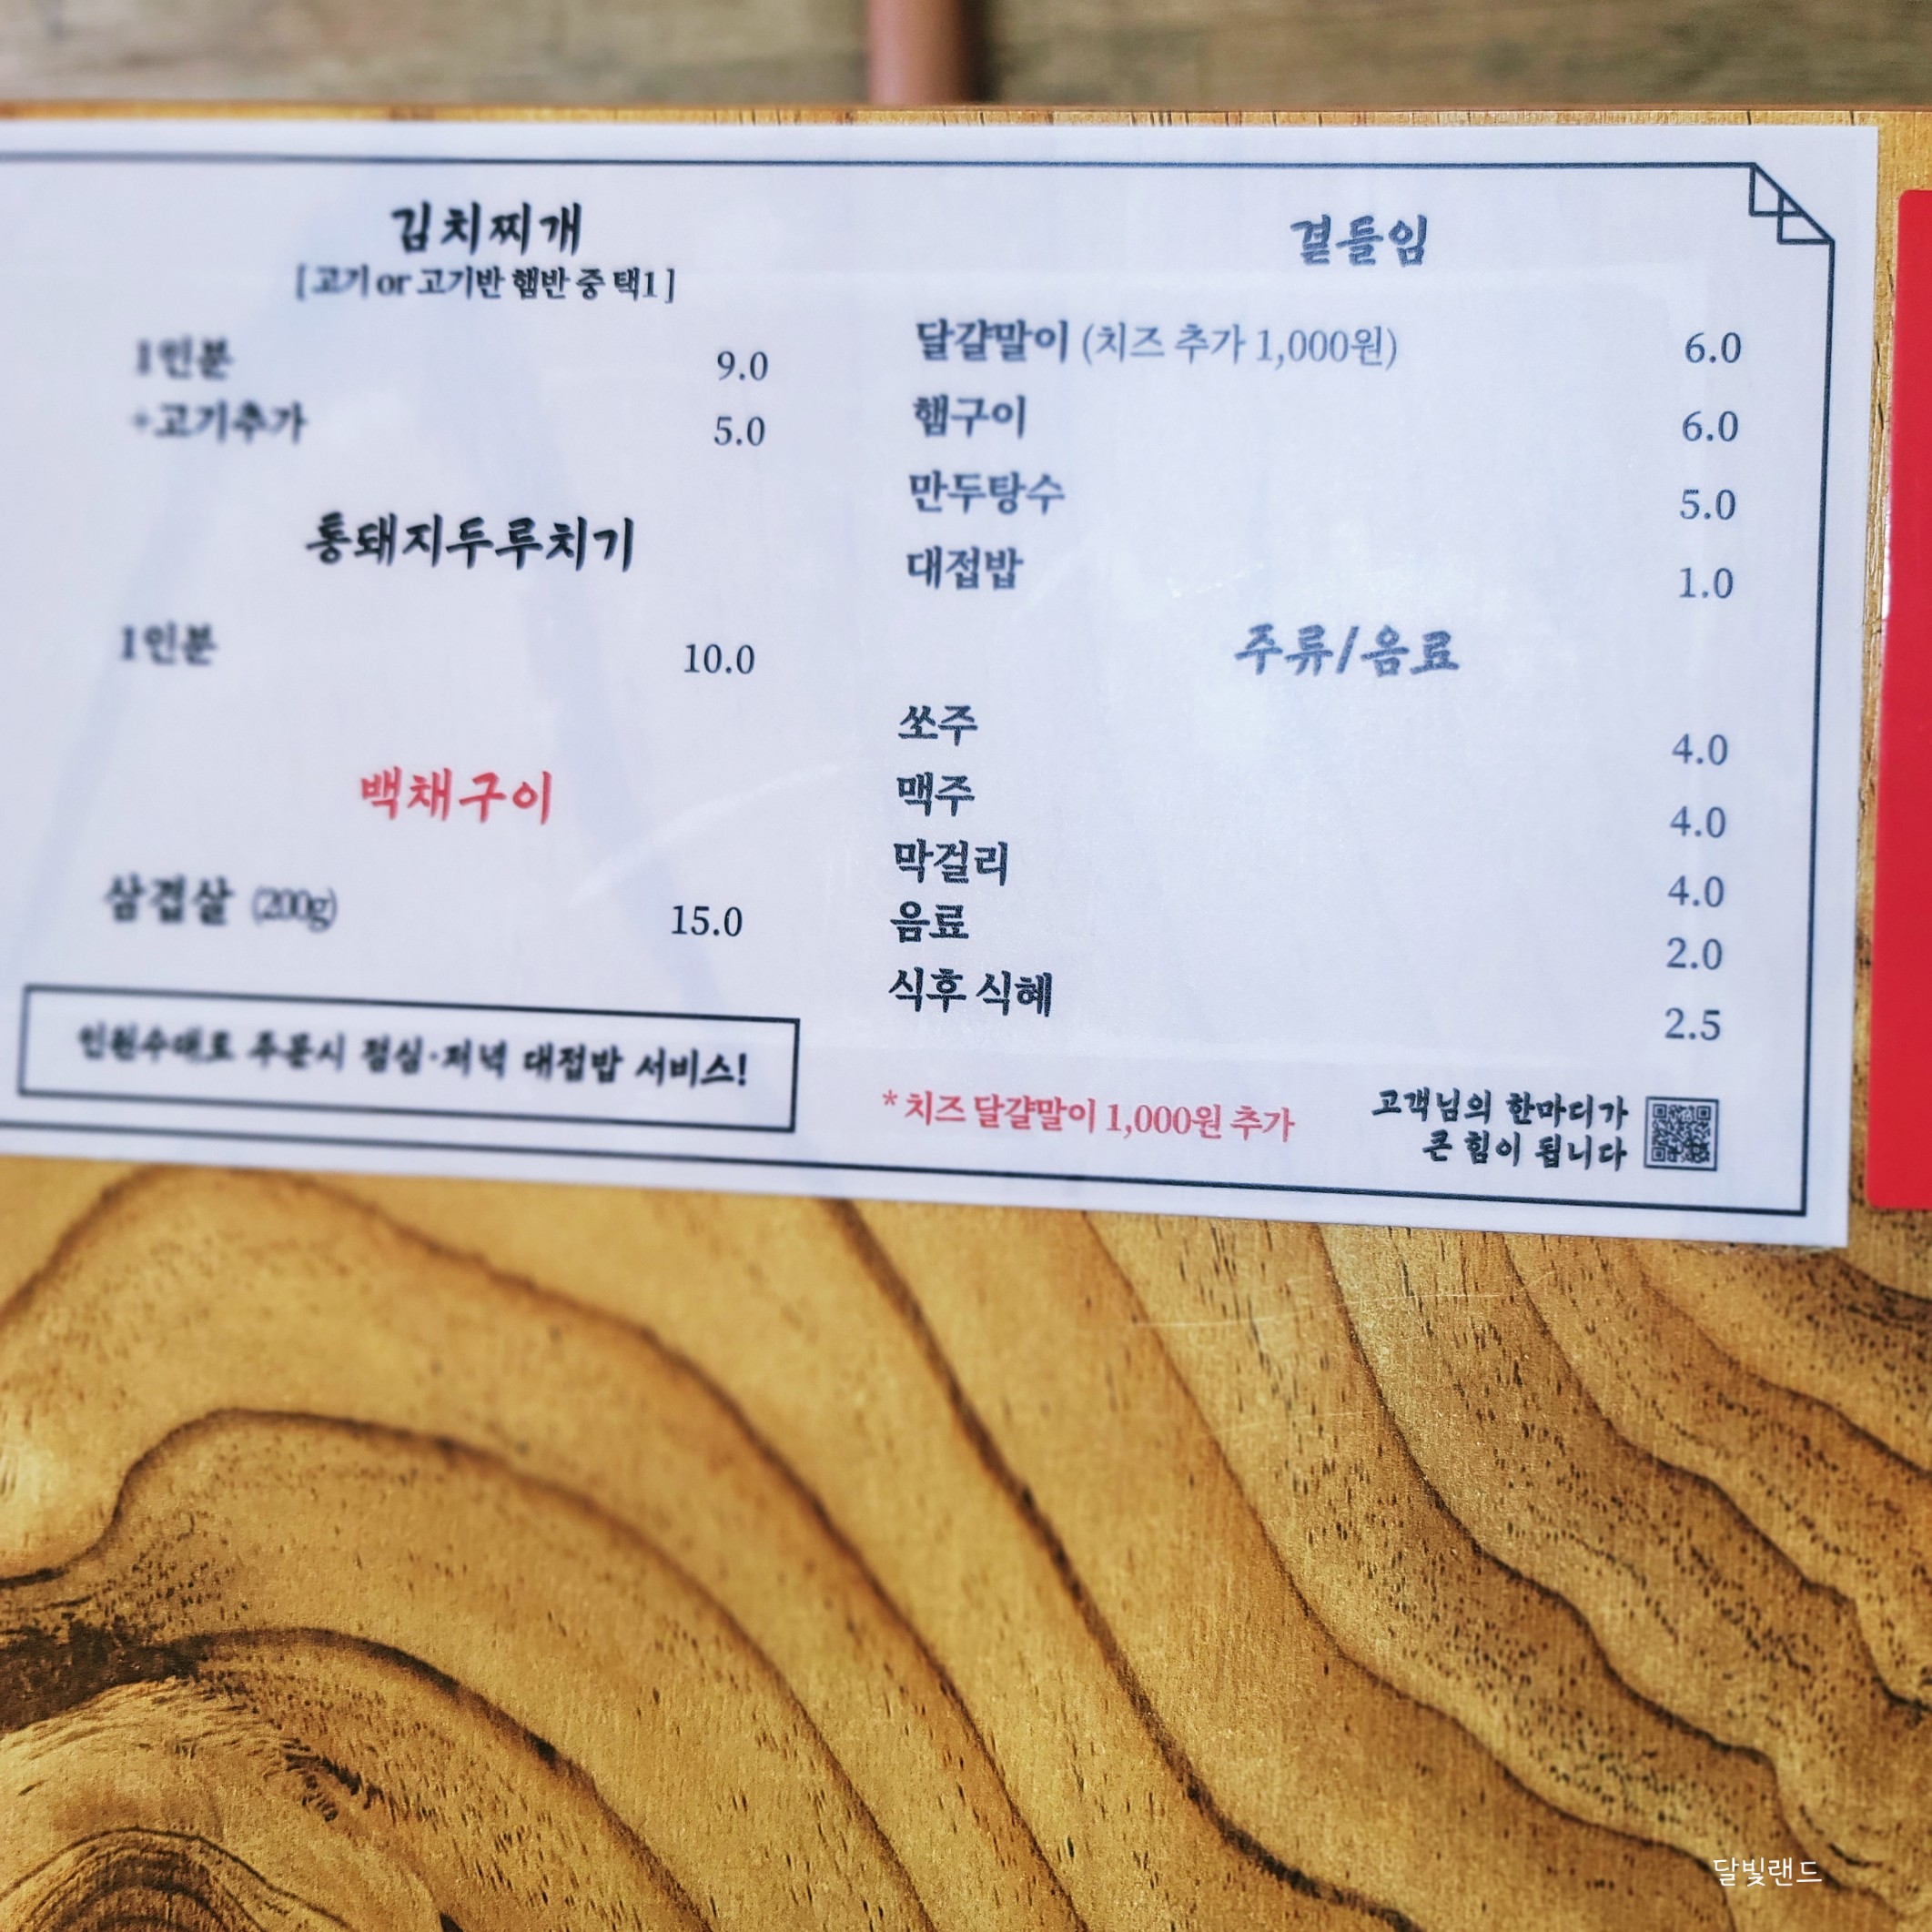 김치찌개
[ 고기 or 고기반 햄반 중 택1 ]
1인분 9.0
+고기추가 5.0
통돼지두루치기
1인분 10.0
백채구이
삼겹살 (200g) 15.0
인원수대로 주문시 점심·저녁 대접밥 서비스!
곁들임
달걀말이 (치즈 추가 1,000원) 6.0
햄구이 6.0
만두탕수 5.0
대접밥 1.0
주류/음료
쏘주 4.0
맥주 4.0
막걸리 4.0
음료 2.0
식후 식혜 2.5
* 치즈 달걀말이 1,000원 추가
고객님의 한마디가
큰 힘이 됩니다
달빛랜드